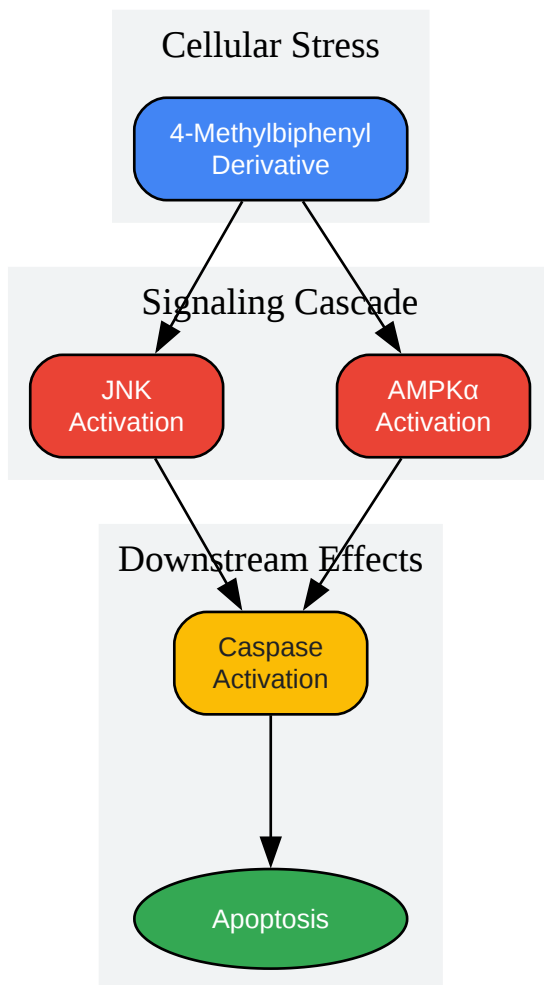 Cellular Stress
4-Methylbiphenyl
Derivative
Signaling Cascade
JNK
Activation
AMPKα
Activation
Downstream Effects
Caspase
Activation
Apoptosis